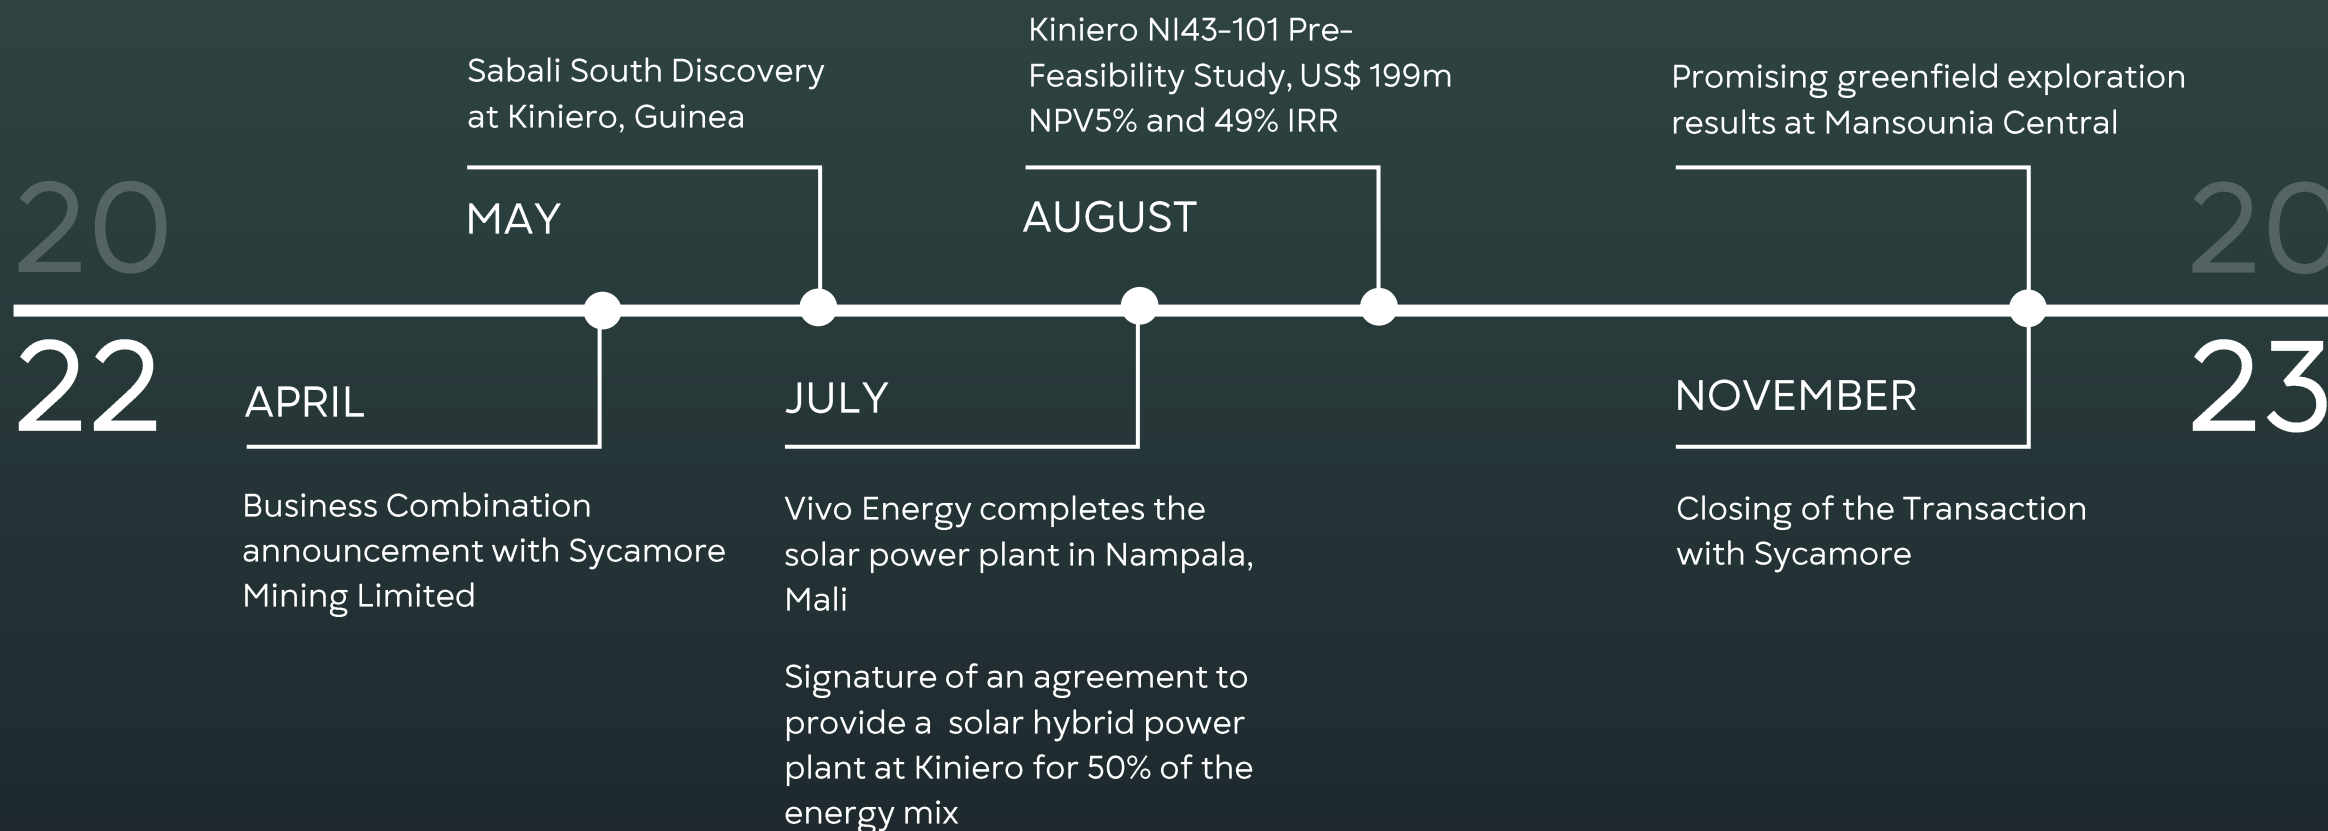 20
22
APRIL
Business Combination
announcement with Sycamore
Mining Limited
Sabali South Discovery
at Kiniero, Guinea
MAY
JULY
Vivo Energy completes the
solar power plant in Nampala,
Mali
Signature of an agreement to
provide a  solar hybrid power
plant at Kiniero for 50% of the
energy mix
Kiniero NI43-101 Pre-
Feasibility Study, US$ 199m
NPV5% and 49% IRR
AUGUST
Promising greenfield exploration
results at Mansounia Central
NOVEMBER
Closing of the Transaction
with Sycamore
20
23